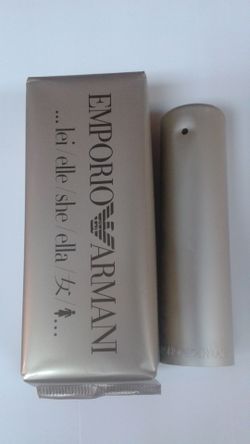 EMPORIO ARMANI
...lei/elle/she/ella/女/...